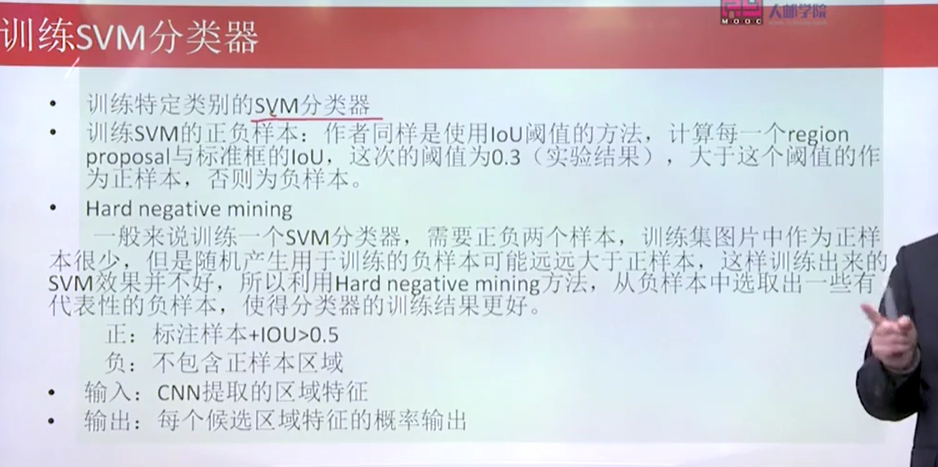 MOOC 人邮学院
训练SVM分类器
• 训练特定类别的SVM分类器
• 训练SVM的正负样本：作者同样是使用IoU阈值的方法，计算每一个region
proposal与标准框的IoU，这次的阈值为0.3（实验结果），大于这个阈值的作
为正样本，否则为负样本。
• Hard negative mining
一般来说训练一个SVM分类器，需要正负两个样本，训练集图片中作为正样
本很少，但是随机产生用于训练的负样本可能远远大于正样本，这样训练出来的
SVM效果并不好，所以利用Hard negative mining方法，从负样本中选取出一些有
代表性的负样本，使得分类器的训练结果更好。
正：标注样本+IOU>0.5
负：不包含正样本区域
• 输入：CNN提取的区域特征
• 输出：每个候选区域特征的概率输出